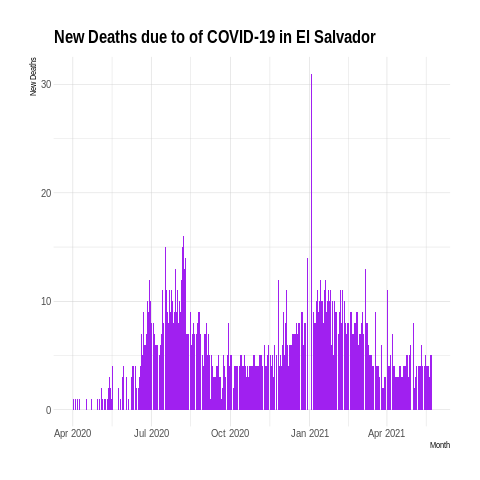 New Deaths due to of COVID-19 in El Salvador
New Deaths
30
20
10
0
Apr 2020 Jul 2020 Oct 2020 Jan 2021 Apr 2021
Month